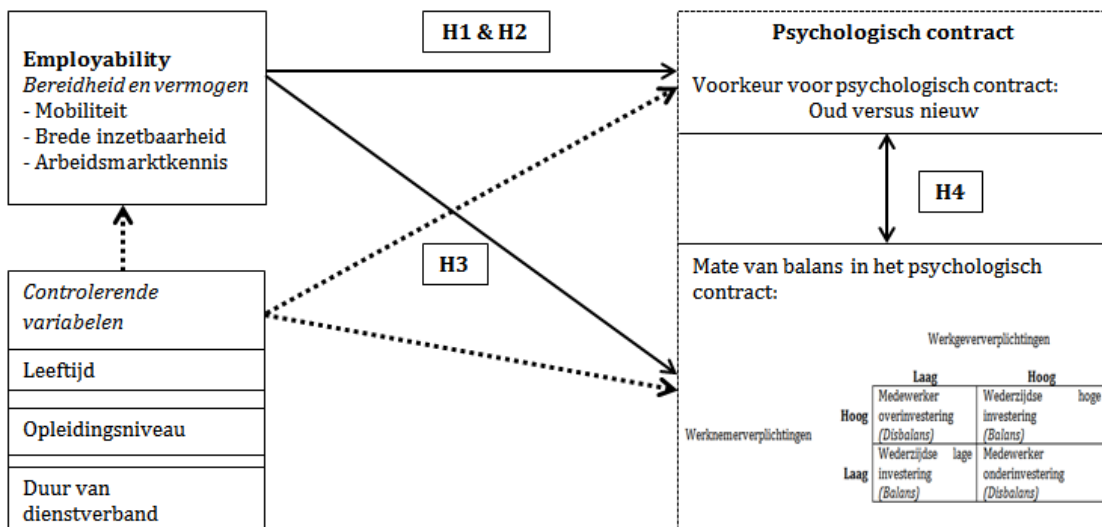 Employability
Bereidheid en vermogen
- Mobiliteit
- Brede inzetbaarheid
- Arbeidsmarktkennis
H1 & H2
Psychologisch contract
Voorkeur voor psychologisch contract:
Oud versus nieuw
H4
H3
Controlerende
variabelen
Leeftijd
Opleidingsniveau
Duur van
dienstverband
Mate van balans in het psychologisch
contract:
Werkgeververplichtingen
Laag Hoog
Werknemerverplichtingen
Hoog
Medewerker
overinvestering
(Disbalans)
Wederzijdse hoge
investering
(Balans)
Laag
Wederzijdse lage
investering
(Balans)
Medewerker
onderinvestering
(Disbalans)